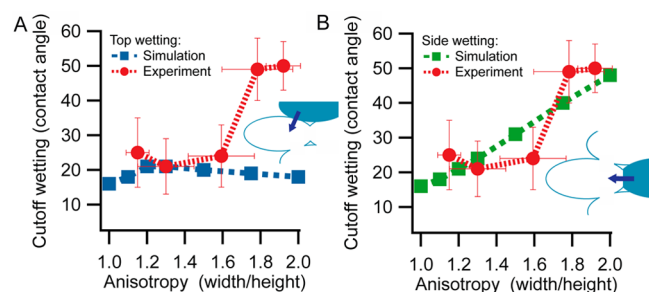 A
Top wetting:
Simulation
Experiment
Cutoff wetting (contact angle)
60
50
40
30
20
10
1.0 1.2 1.4 1.6 1.8 2.0
Anisotropy (width/height)
B
Side wetting:
Simulation
Experiment
Cutoff wetting (contact angle)
60
50
40
30
20
10
1.0 1.2 1.4 1.6 1.8 2.0
Anisotropy (width/height)